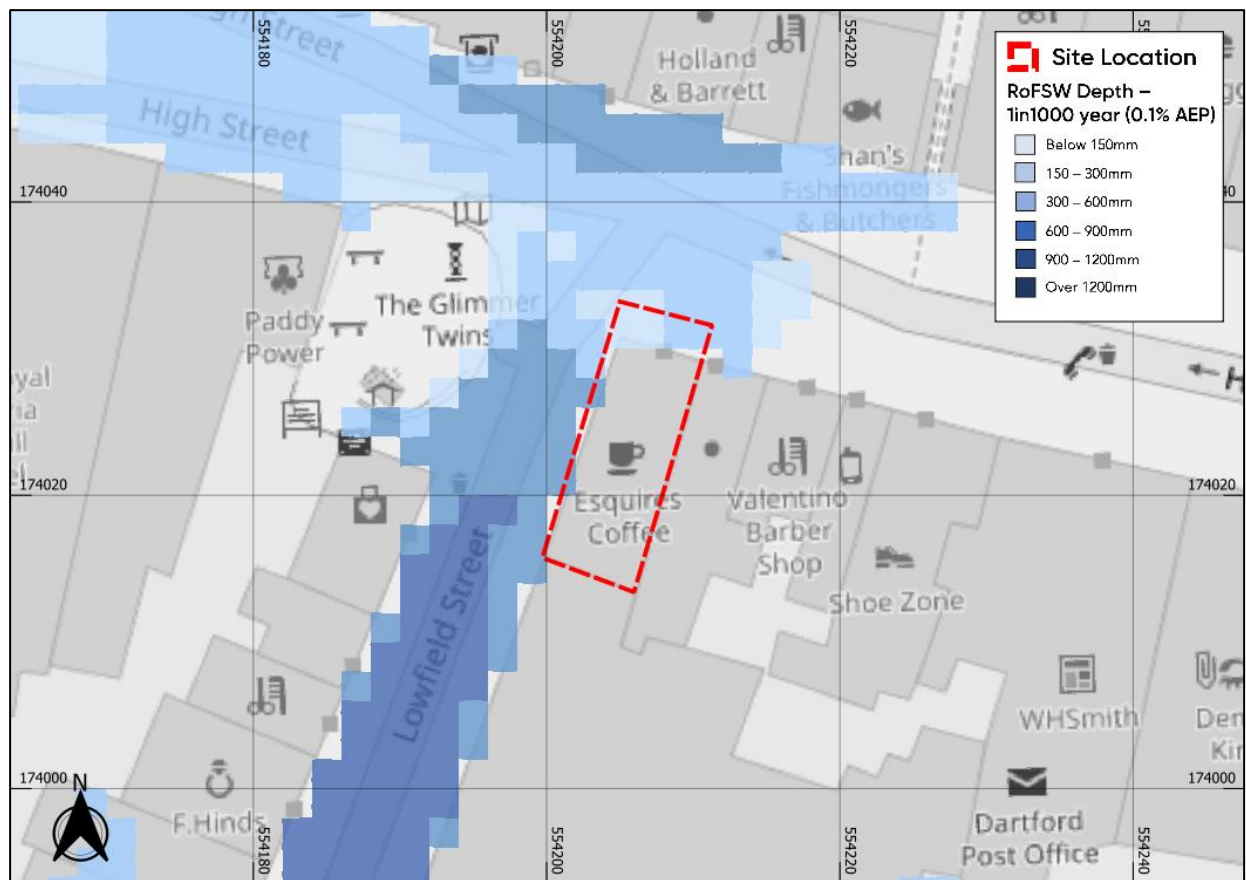 High Street
554180
554200
554220
Holland
& Barrett
High Street
Shan's
Fishmongers
& Butchers
174040
Site Location
RoFSW Depth –
1in1000 year (0.1% AEP)
Below 150mm
150 – 300mm
300 – 600mm
600 – 900mm
900 – 1200mm
Over 1200mm
The Glimmer
Twins
Paddy
Power
Esquires
Coffee
Valentino
Barber
Shop
174020
174020
Lowfield Street
Shoe Zone
WHSmith
174000
174000
N
F.Hinds
Dartford
Post Office
554180
554200
554220
554240